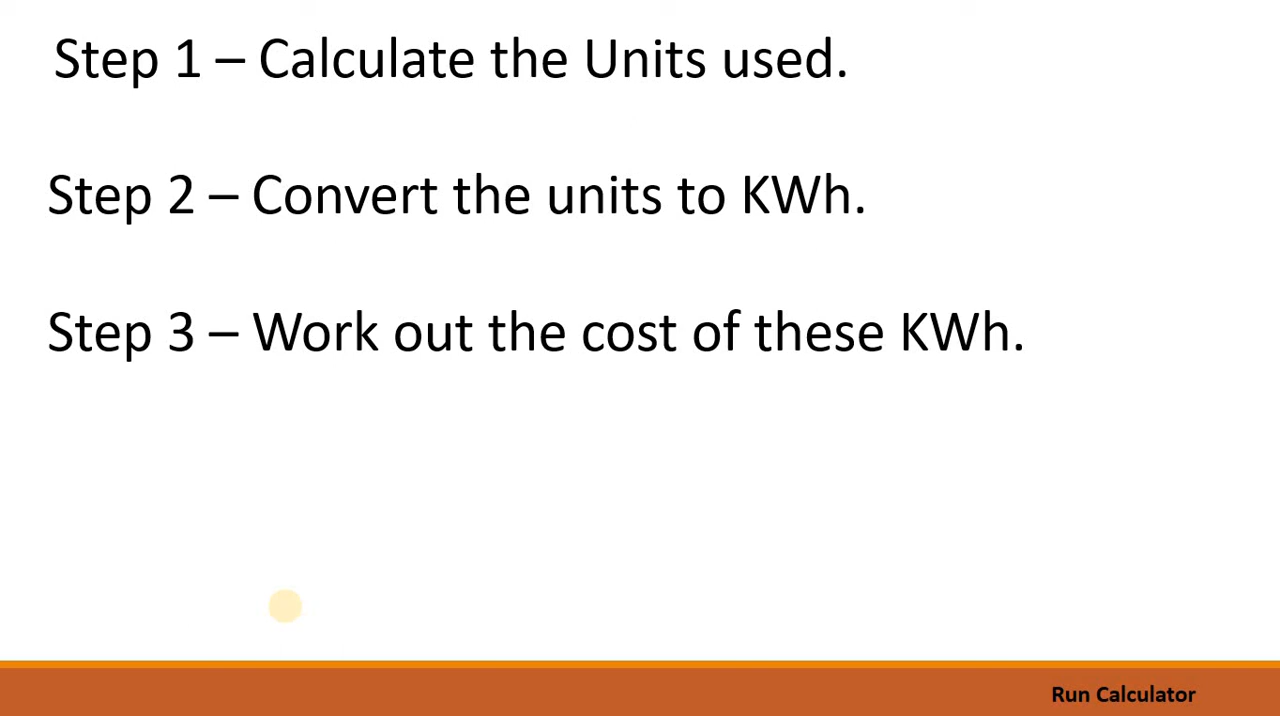 Step 1 – Calculate the Units used.
Step 2 – Convert the units to KWh.
Step 3 – Work out the cost of these KWh.
Run Calculator